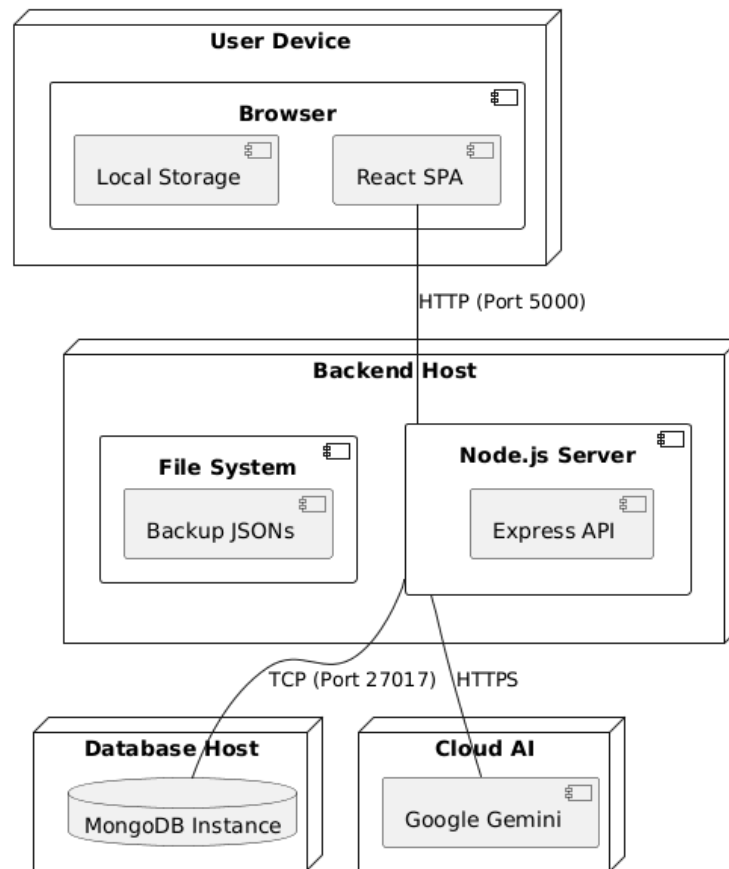 User Device
Browser
Local Storage
React SPA
HTTP (Port 5000)
Backend Host
File System
Node.js Server
Backup JSONs
Express API
TCP (Port 27017)
HTTPS
Database Host
Cloud AI
MongoDB Instance
Google Gemini